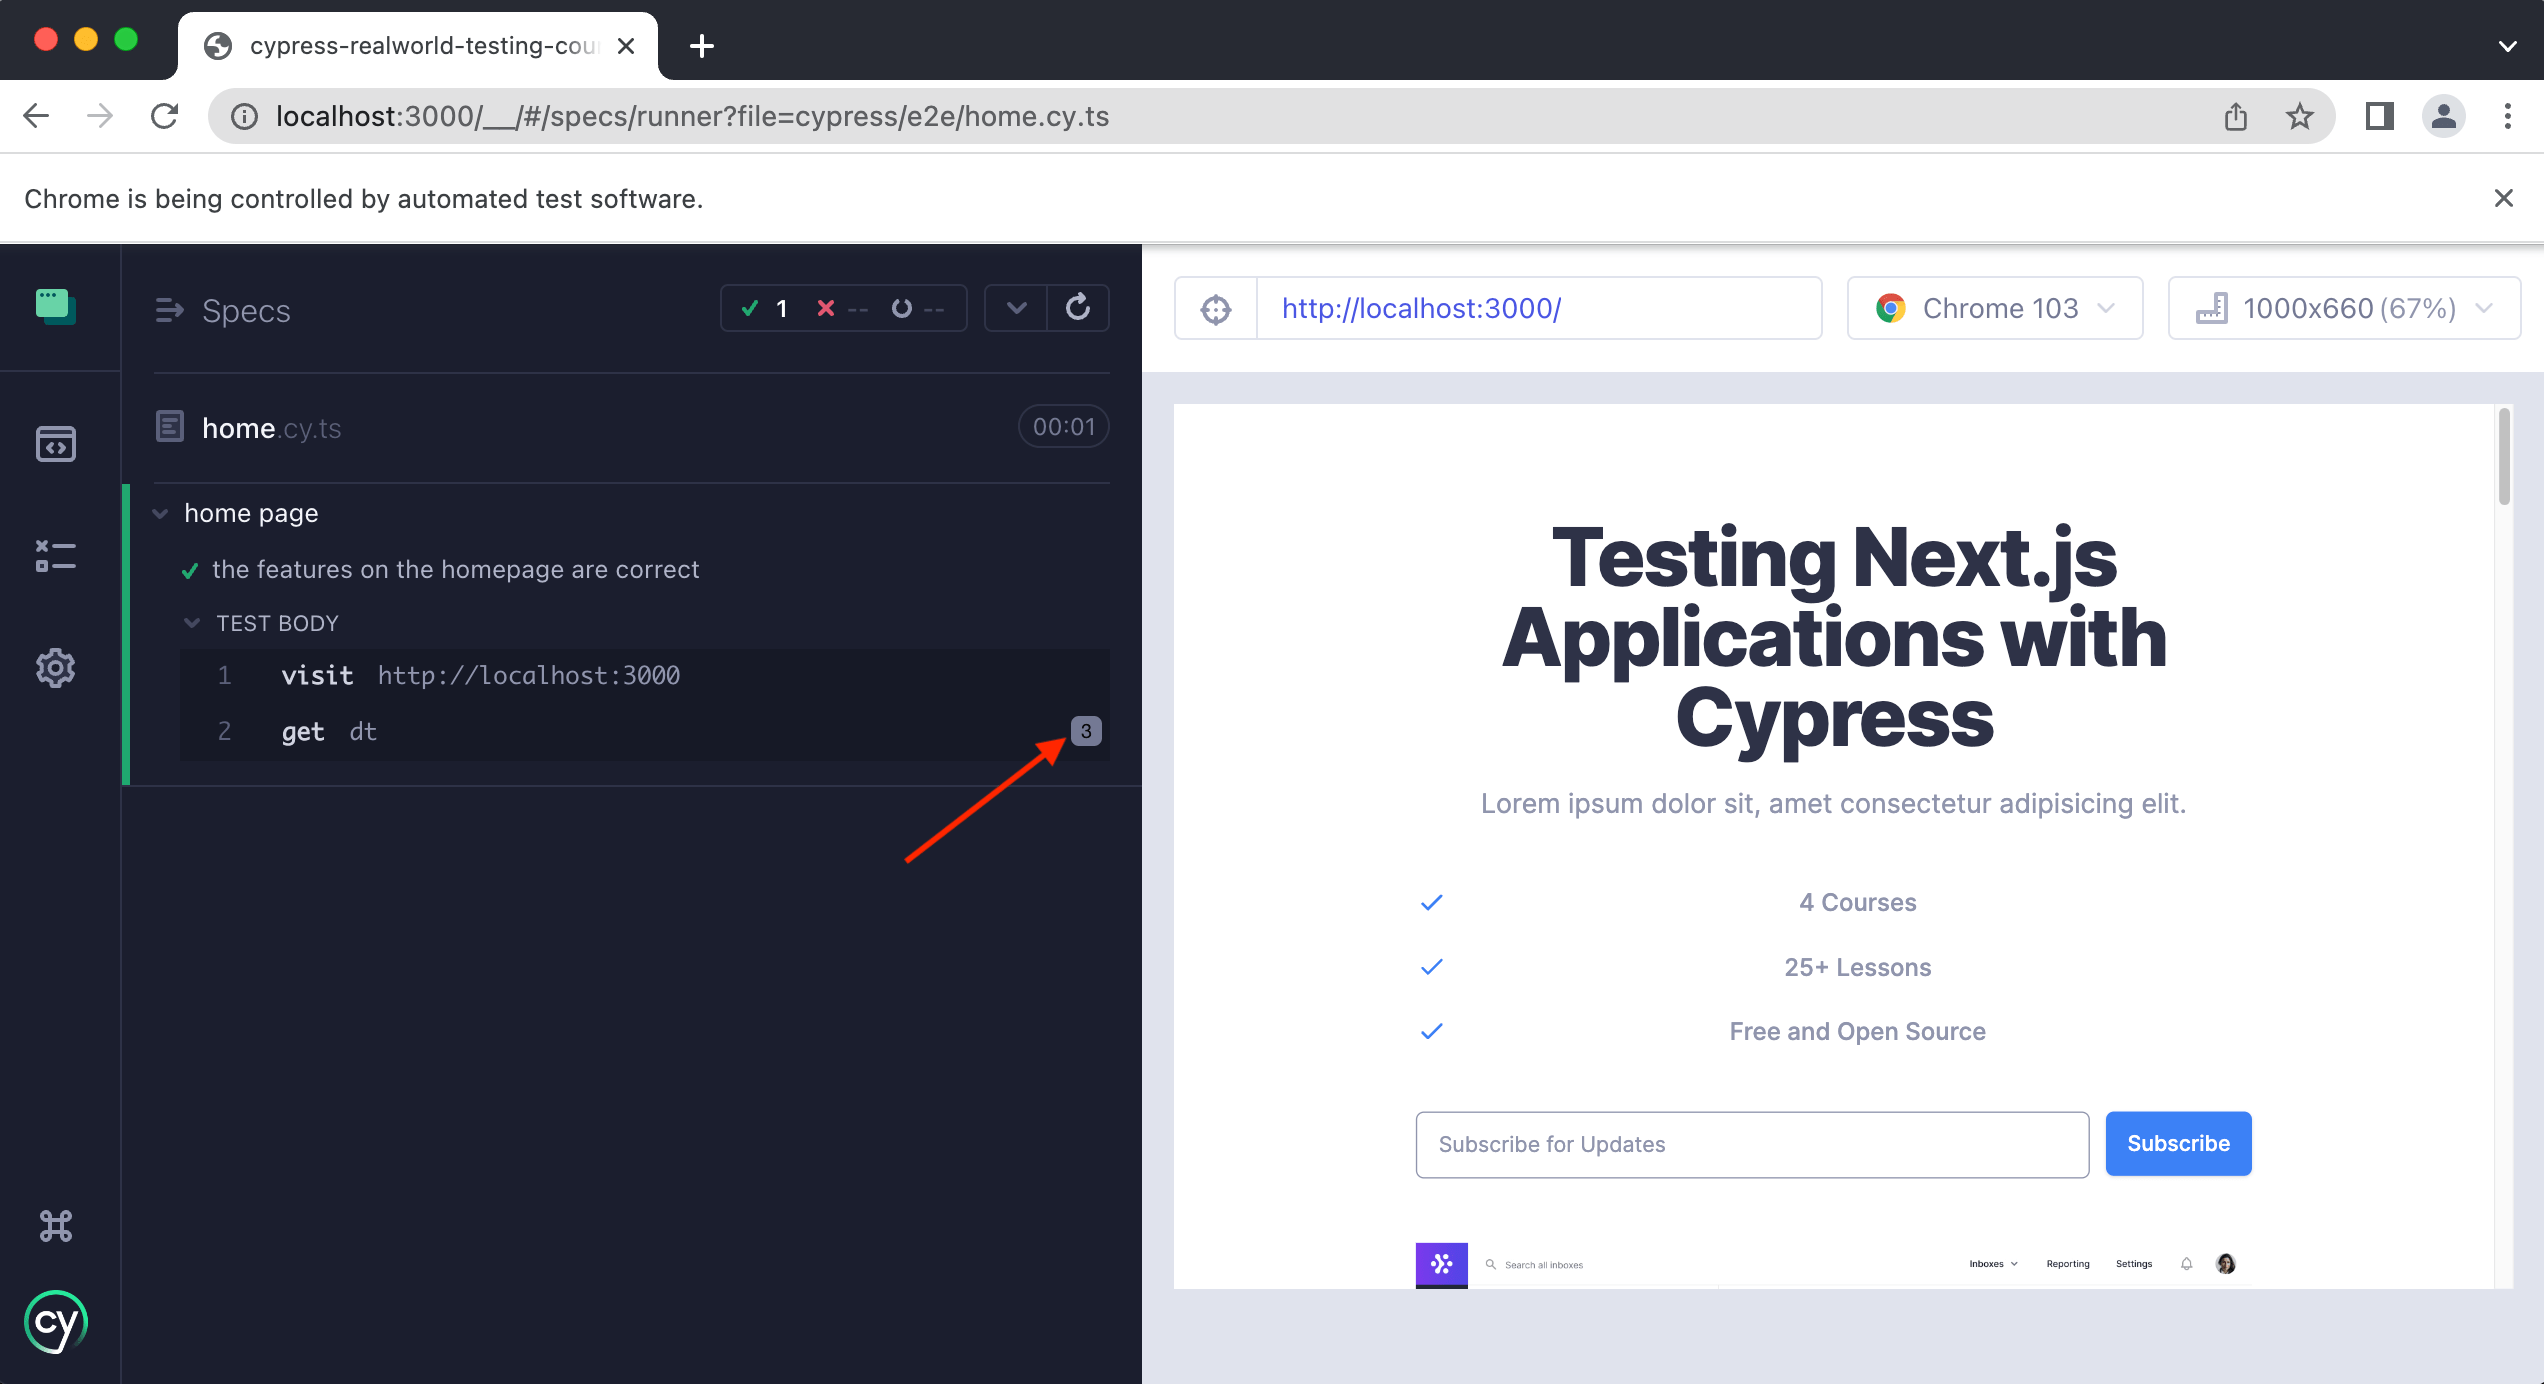 cypress-realworld-testing-cou
localhost:3000/__/#/specs/runner?file=cypress/e2e/home.cy.ts
Chrome is being controlled by automated test software.
Specs
1 -- --
http://localhost:3000/
Chrome 103
1000x660 (67%)
home.cy.ts
00:01
home page
the features on the homepage are correct
TEST BODY
1 visit http://localhost:3000
2 get dt 3
Testing Next.js
Applications with
Cypress
Lorem ipsum dolor sit, amet consectetur adipisicing elit.
4 Courses
25+ Lessons
Free and Open Source
Subscribe for Updates
Subscribe
Search all inboxes
Inboxes
Reporting
Settings
cy